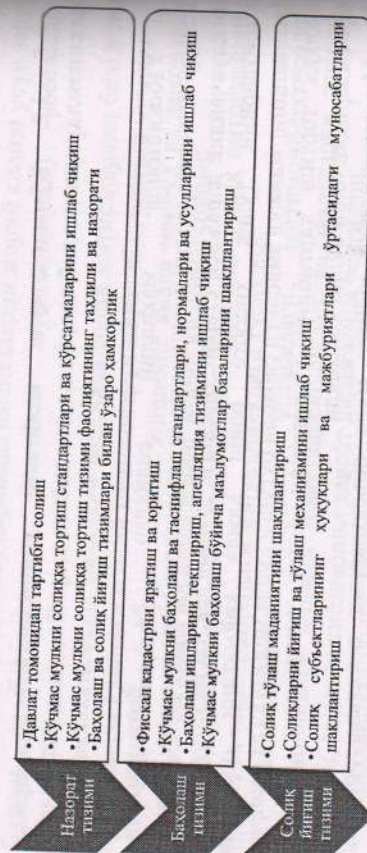 Назорат
тизими
•Давлат томонидан тартибга солиш
•Кўчмас мулкни солиққа тортиш стандартлари ва кўрсатмаларини ишлаб чиқиш
•Кўчмас мулкни солиққа тортиш тизими фаолиятининг таҳлили ва назорати
•Баҳолаш ва солиқ йиғиш тизимлари билан ўзаро ҳамкорлик
Баҳолаш
тизими
•Фискал кадастрни яратиш ва юритиш
•Кўчмас мулкни баҳолаш ва таснифлаш стандартлари, нормалари ва усулларини ишлаб чиқиш
•Баҳолаш ишларини текшириш, апелляция тизимини ишлаб чиқиш
•Кўчмас мулкни баҳолаш бўйича маълумотлар базаларини шакллантириш
Солиқ
йиғиш
тизими
•Солиқ тўлаш маданиятини шакллантириш
•Солиқларни йиғиш ва тўлаш механизмини ишлаб чиқиш
•Солиқ субъектларининг ҳуқуқлари ва мажбуриятлари ўртасидаги муносабатларни
шакллантириш